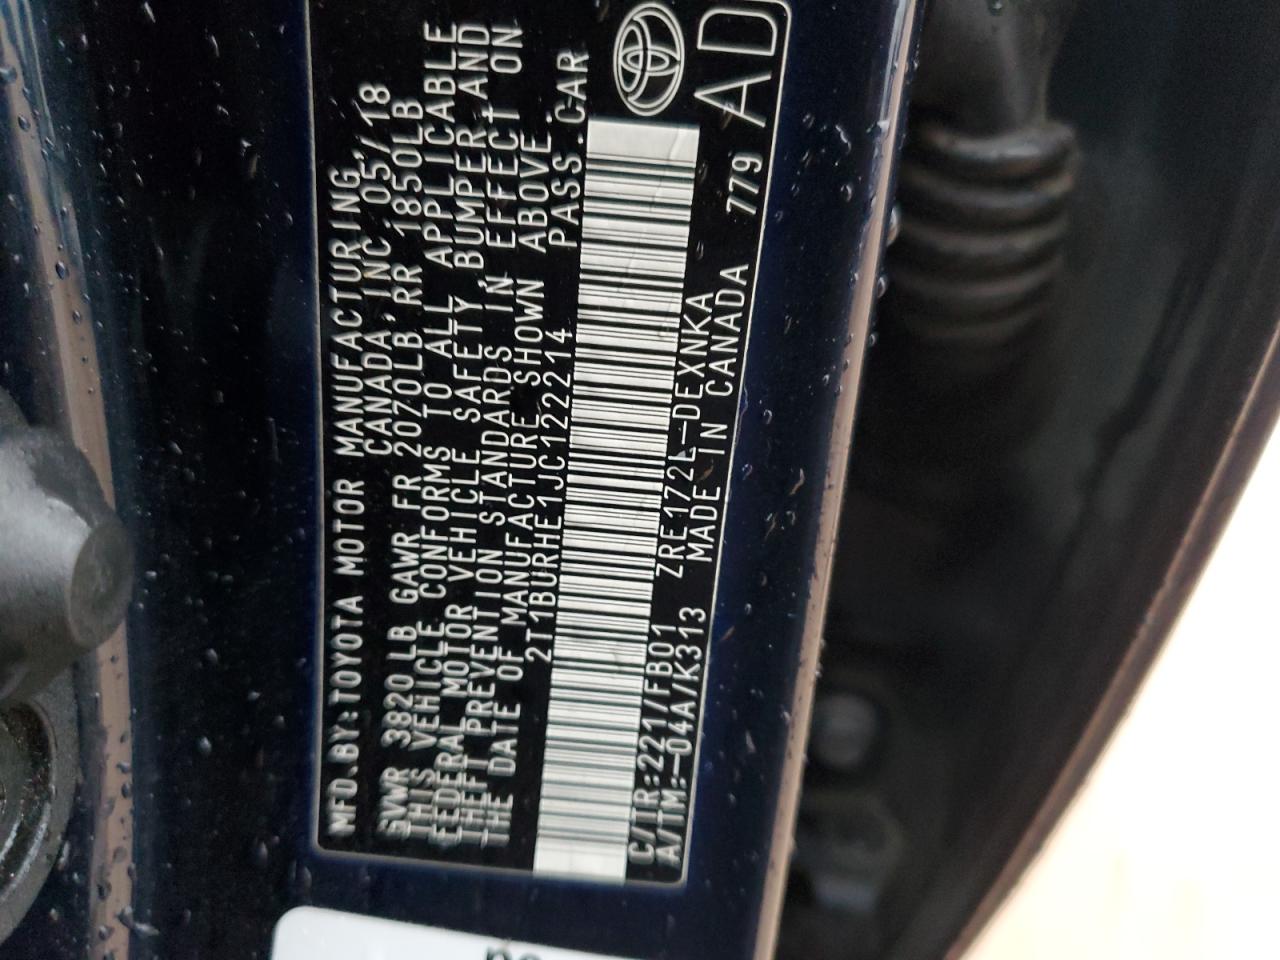 MFD.BY:TOYOTA MOTOR MANUFACTURING
CANADA, INC. 05/18
GVWR 3820LB GAWR FR 2070LB RR 1850LB
THIS VEHICLE CONFORMS TO ALL APPLICABLE
FEDERAL MOTOR VEHICLE SAFETY, BUMPER, AND
THEFT PREVENTION STANDARDS IN EFFECT ON
THE DATE OF MANUFACTURE SHOWN ABOVE.
2T1BURHE1JC122214 PASS.CAR
C/TR:221/FB01 ZRE172L-DEXNKA
A/TM:-04A/K313 MADE IN CANADA 779
AD